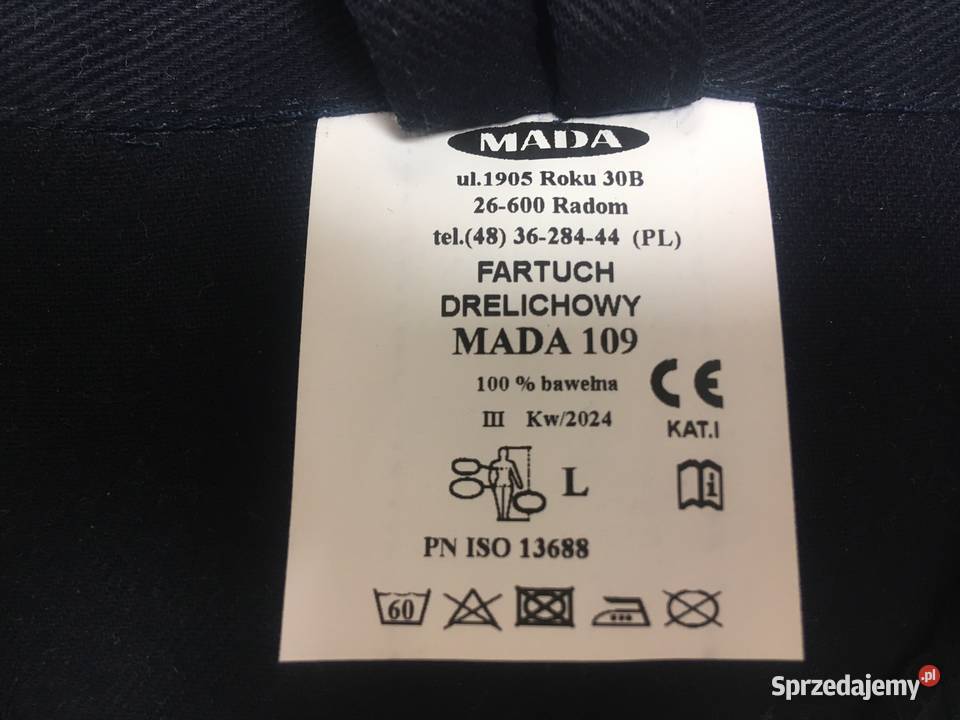 MADA
ul.1905 Roku 30B
26-600 Radom
tel.(48) 36-284-44 (PL)
FARTUCH
DRELICHOWY
MADA 109
100 % bawełna
III Kw/2024
CE
KAT.I
L
i
PN ISO 13688
60
Sprzedajemy.pl